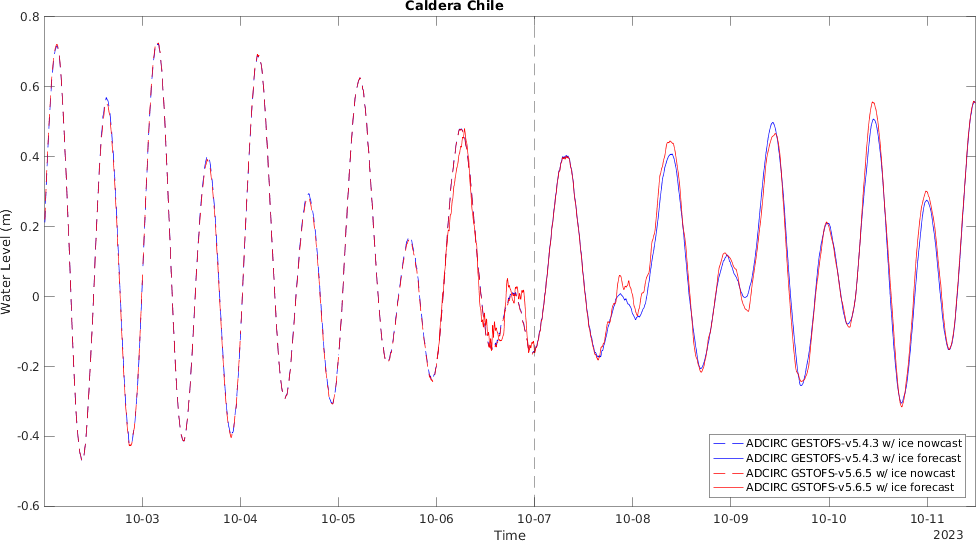 Caldera Chile
0.8
0.6
0.4
0.2
0
-0.2
-0.4
-0.6
Water Level (m)
ADCIRC GESTOFS-v5.4.3 w/ ice nowcast
ADCIRC GESTOFS-v5.4.3 w/ ice forecast
ADCIRC GSTOFS-v5.6.5 w/ ice nowcast
ADCIRC GSTOFS-v5.6.5 w/ ice forecast
10-03 10-04 10-05 10-06 10-07 10-08 10-09 10-10 10-11
Time
2023